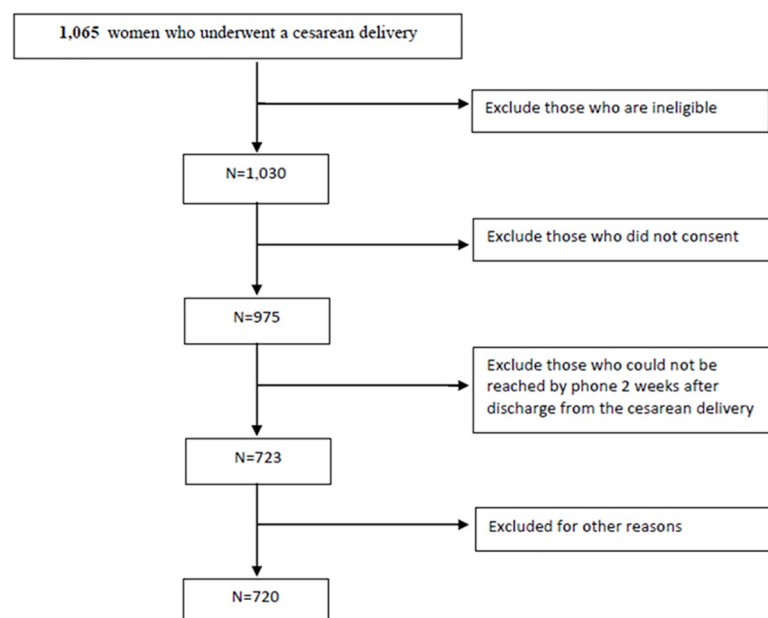 1,065 women who underwent a cesarean delivery
Exclude those who are ineligible
N=1,030
Exclude those who did not consent
N=975
Exclude those who could not be
reached by phone 2 weeks after
discharge from the cesarean delivery
N=723
Excluded for other reasons
N=720